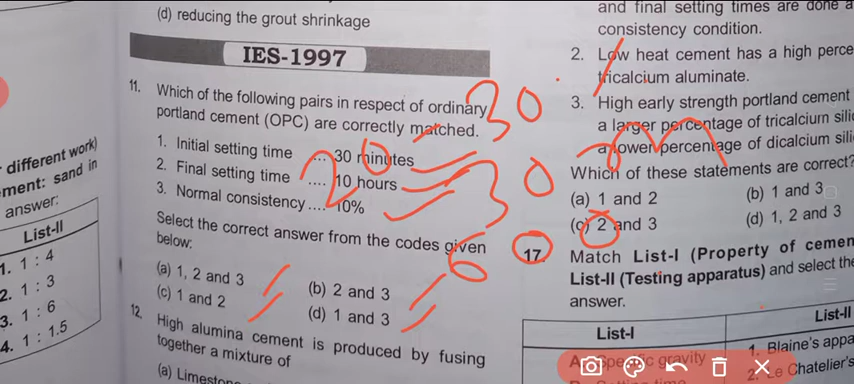 (d) reducing the grout shrinkage
IES-1997
11. Which of the following pairs in respect of ordinary
portland cement (OPC) are correctly matched.
1. Initial setting time .... 30 minutes
2. Final setting time .... 10 hours
3. Normal consistency .... 10%
Select the correct answer from the codes given
below:
(a) 1, 2 and 3 (b) 2 and 3
(c) 1 and 2 (d) 1 and 3
12. High alumina cement is produced by fusing
together a mixture of
(a) Limeston
different work)
ment: sand in
answer:
List-II
1. 1 : 4
2. 1 : 3
3. 1 : 6
4. 1 : 1.5
and final setting times are done a
consistency condition.
2. Low heat cement has a high perce
tricalcium aluminate.
3. High early strength portland cement
a larger percentage of tricalcium sili
a lower percentage of dicalcium sili
Which of these statements are correct?
(a) 1 and 2 (b) 1 and 3
(c) 2 and 3 (d) 1, 2 and 3
17. Match List-I (Property of cemen
List-II (Testing apparatus) and select the
answer.
List-I List-II
A. Specific gravity 1. Blaine's appa
2. Le Chatelier's
30
20
30
6